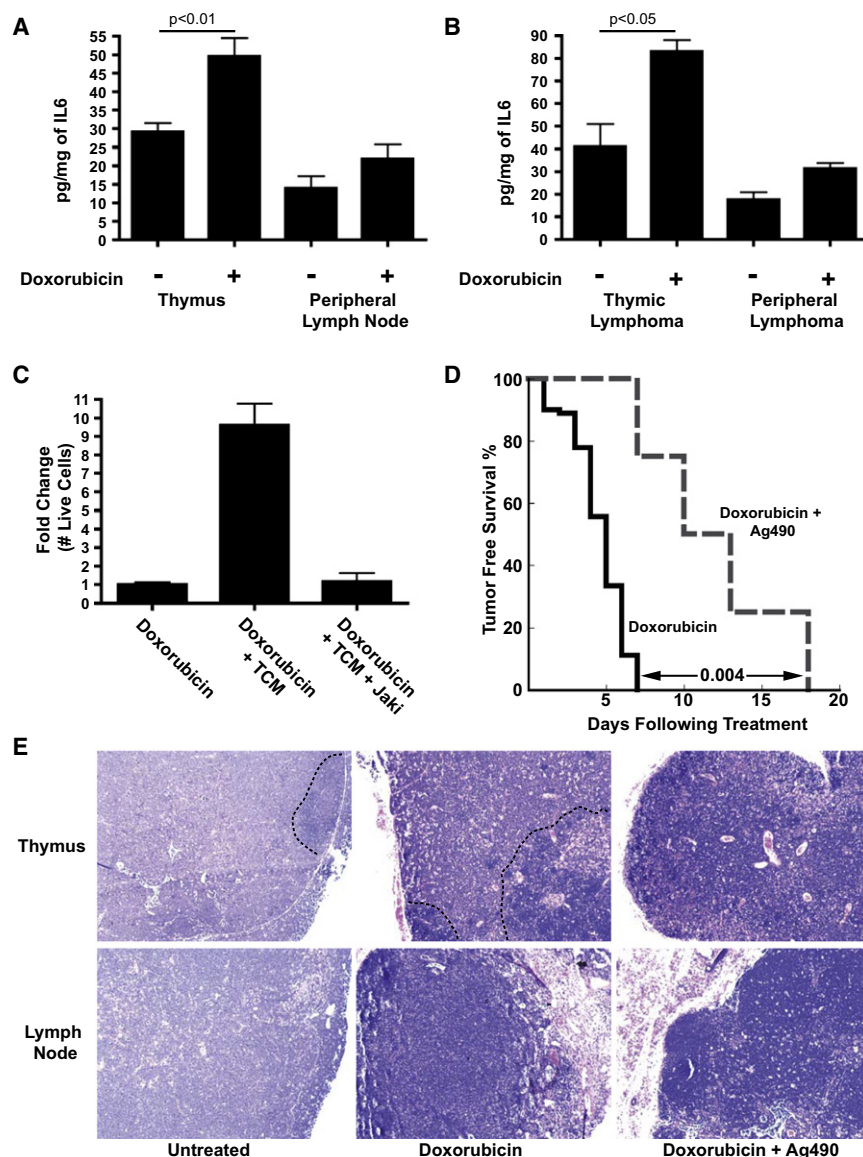 A
p<0.01
pg/mg of IL6
55
50
45
40
35
30
25
20
15
10
5
0
Doxorubicin - + - +
Thymus Peripheral
Lymph Node
B
p<0.05
pg/mg of IL6
90
80
70
60
50
40
30
20
10
0
Doxorubicin - + - +
Thymic
Lymphoma
Peripheral
Lymphoma
C
Fold Change
(# Live Cells)
11
10
9
8
7
6
5
4
3
2
1
0
Doxorubicin
Doxorubicin
+ TCM
Doxorubicin
+ TCM + Jaki
D
Tumor Free Survival %
100
80
60
40
20
0
Doxorubicin +
Ag490
Doxorubicin
0.004
5 10 15 20
Days Following Treatment
E
Thymus
Lymph
Node
Untreated Doxorubicin Doxorubicin + Ag490